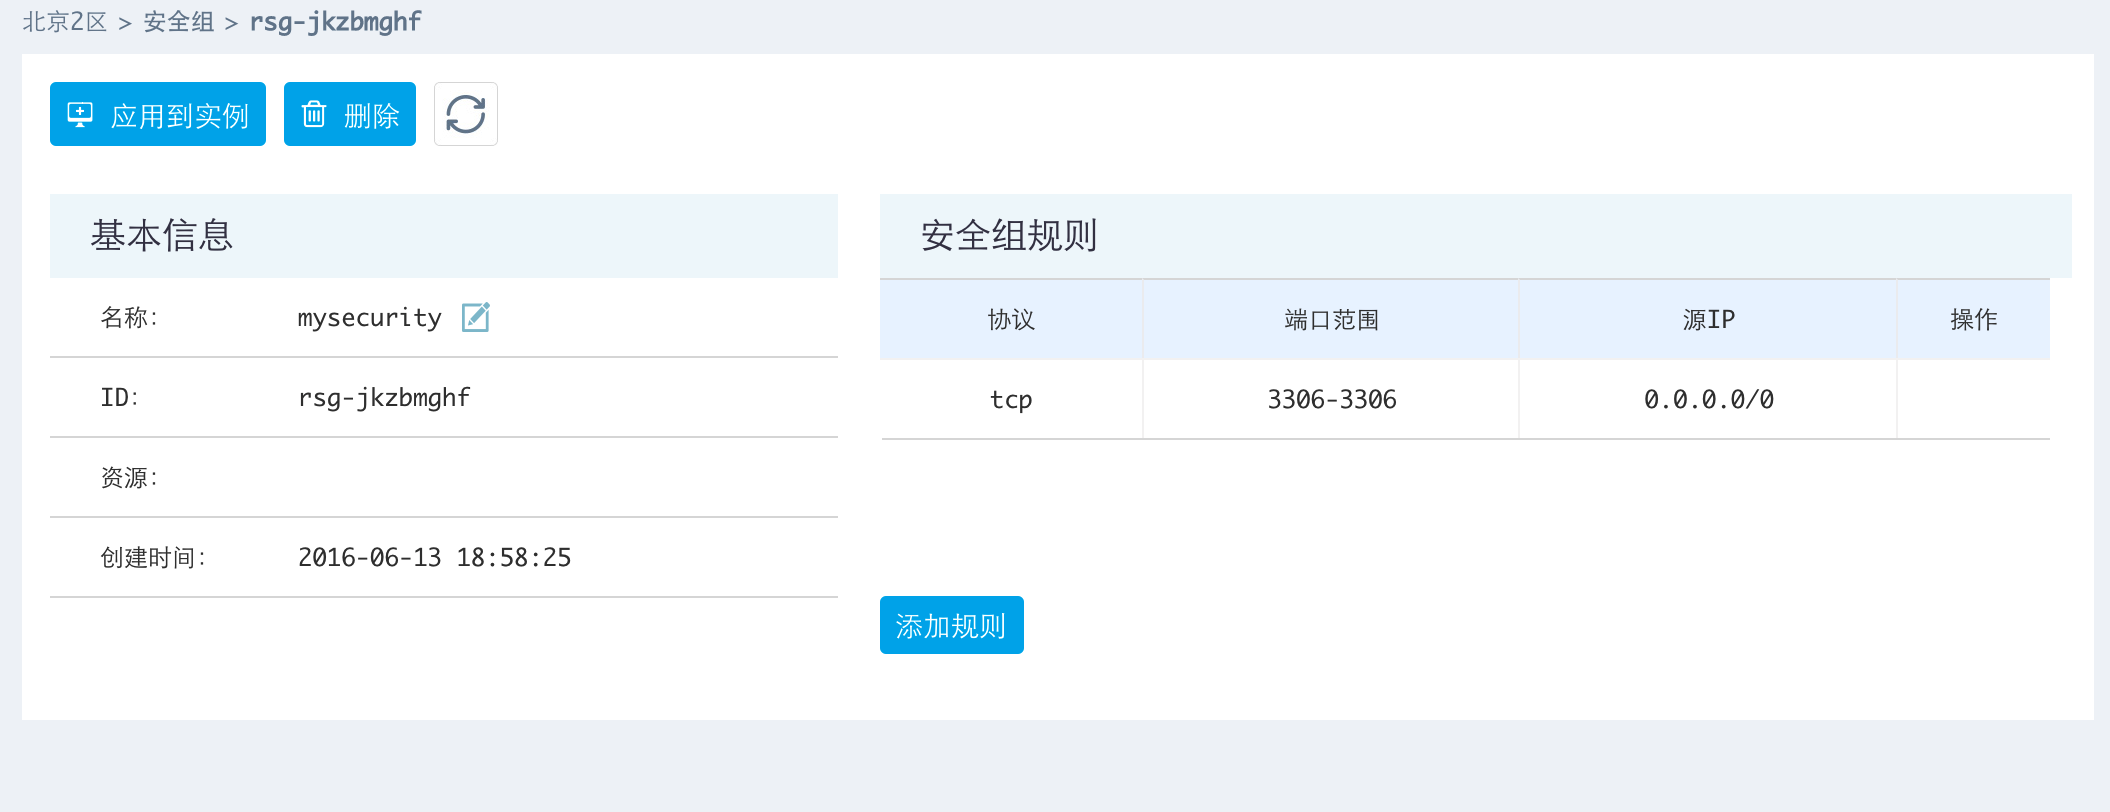 北京2区 > 安全组 > rsg-jkzbmghf
应用到实例 删除
基本信息
名称: mysecurity
ID: rsg-jkzbmghf
资源:
创建时间: 2016-06-13 18:58:25
安全组规则
协议 端口范围 源IP 操作
tcp 3306-3306 0.0.0.0/0
添加规则